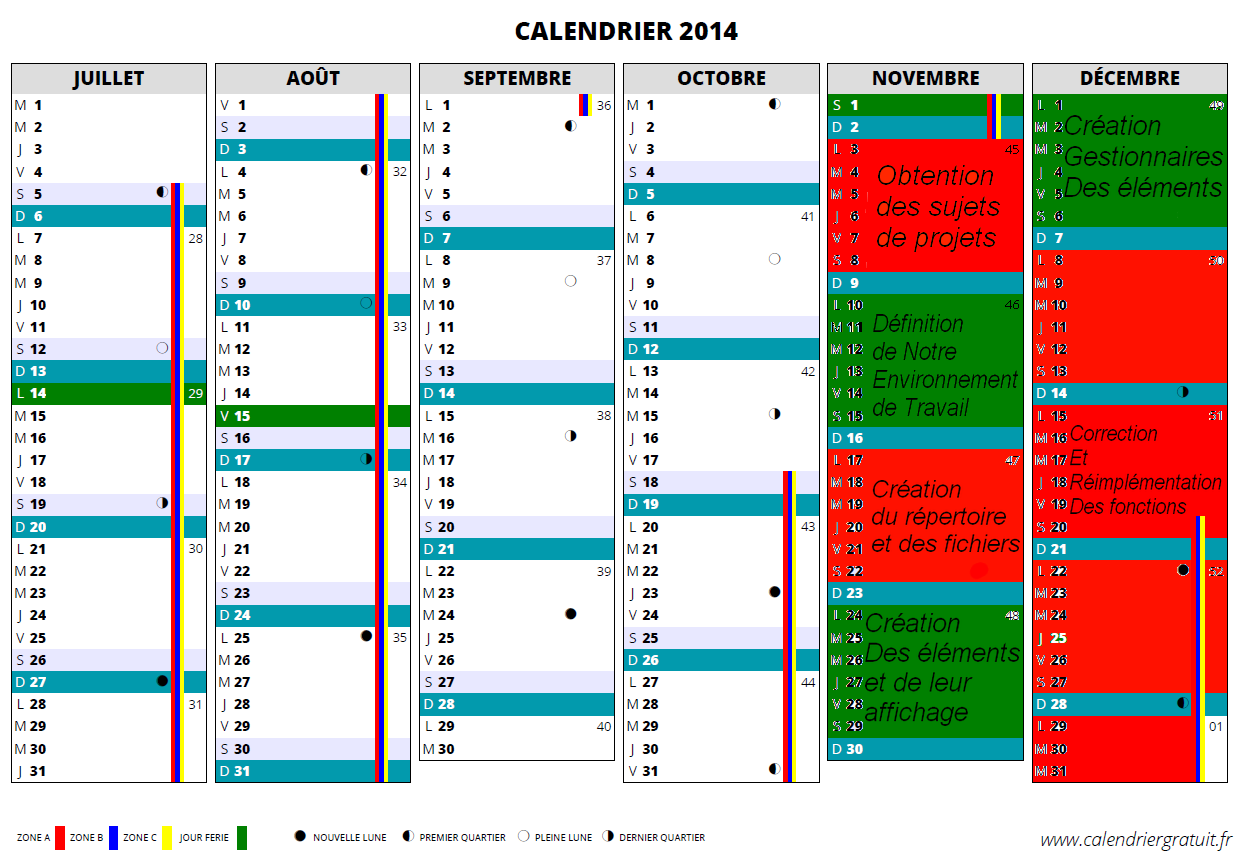 CALENDRIER 2014
JUILLET
M 1
M 2
J 3
V 4
S 5
D 6
L 7 28
M 8
M 9
J 10
V 11
S 12
D 13
L 14 29
M 15
M 16
J 17
V 18
S 19
D 20
L 21 30
M 22
M 23
J 24
V 25
S 26
D 27
L 28 31
M 29
M 30
J 31
AOÛT
V 1
S 2
D 3
L 4 32
M 5
M 6
J 7
V 8
S 9
D 10
L 11 33
M 12
M 13
J 14
V 15
S 16
D 17
L 18 34
M 19
M 20
J 21
V 22
S 23
D 24
L 25 35
M 26
M 27
J 28
V 29
S 30
D 31
SEPTEMBRE
L 1 36
M 2
M 3
J 4
V 5
S 6
D 7
L 8 37
M 9
M 10
J 11
V 12
S 13
D 14
L 15 38
M 16
M 17
J 18
V 19
S 20
D 21
L 22 39
M 23
M 24
J 25
V 26
S 27
D 28
L 29 40
M 30
OCTOBRE
M 1
J 2
V 3
S 4
D 5
L 6 41
M 7
M 8
J 9
V 10
S 11
D 12
L 13 42
M 14
M 15
J 16
V 17
S 18
D 19
L 20 43
M 21
M 22
J 23
V 24
S 25
D 26
L 27 44
M 28
M 29
J 30
V 31
NOVEMBRE
S 1
D 2
L 3 45
M 4
M 5
J 6
V 7
S 8
Obtention
des sujets
de projets
D 9
L 10 46
M 11
M 12
J 13
V 14
S 15
Définition
de Notre
Environnement
de Travail
D 16
L 17 47
M 18
M 19
J 20
V 21
S 22
Création
du répertoire
et des fichiers
D 23
L 24 48
M 25
M 26
J 27
V 28
S 29
Création
Des éléments
et de leur
affichage
D 30
DÉCEMBRE
L 1 49
M 2
M 3
J 4
V 5
S 6
Création
Gestionnaires
Des éléments
D 7
L 8 50
M 9
M 10
J 11
V 12
S 13
D 14
L 15 51
M 16
M 17
J 18
V 19
S 20
Correction
Et
Réimplémentation
Des fonctions
D 21
L 22 52
M 23
M 24
J 25
V 26
S 27
D 28
L 29 01
M 30
M 31
ZONE A ZONE B ZONE C JOUR FERIE NOUVELLE LUNE PREMIER QUARTIER PLEINE LUNE DERNIER QUARTIER
www.calendriergratuit.fr